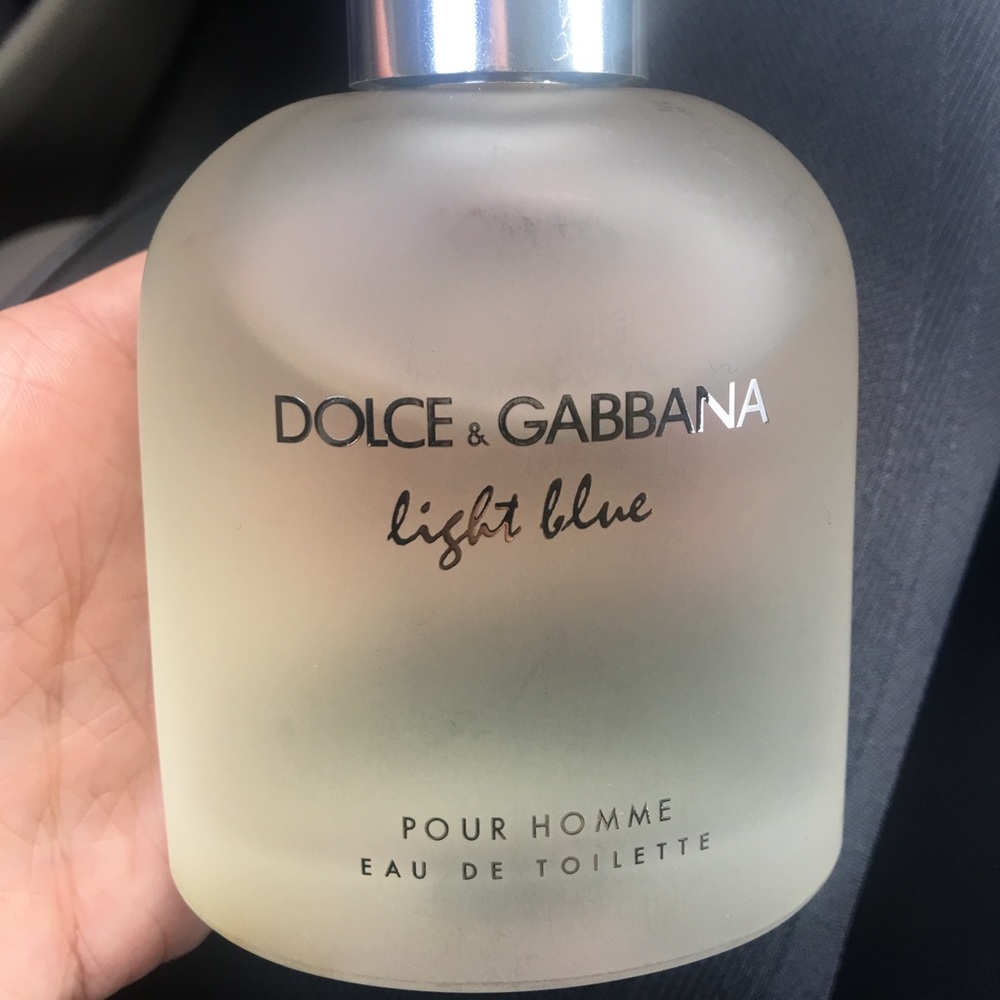 DOLCE & GABBANA
light blue
POUR HOMME
EAU DE TOILETTE